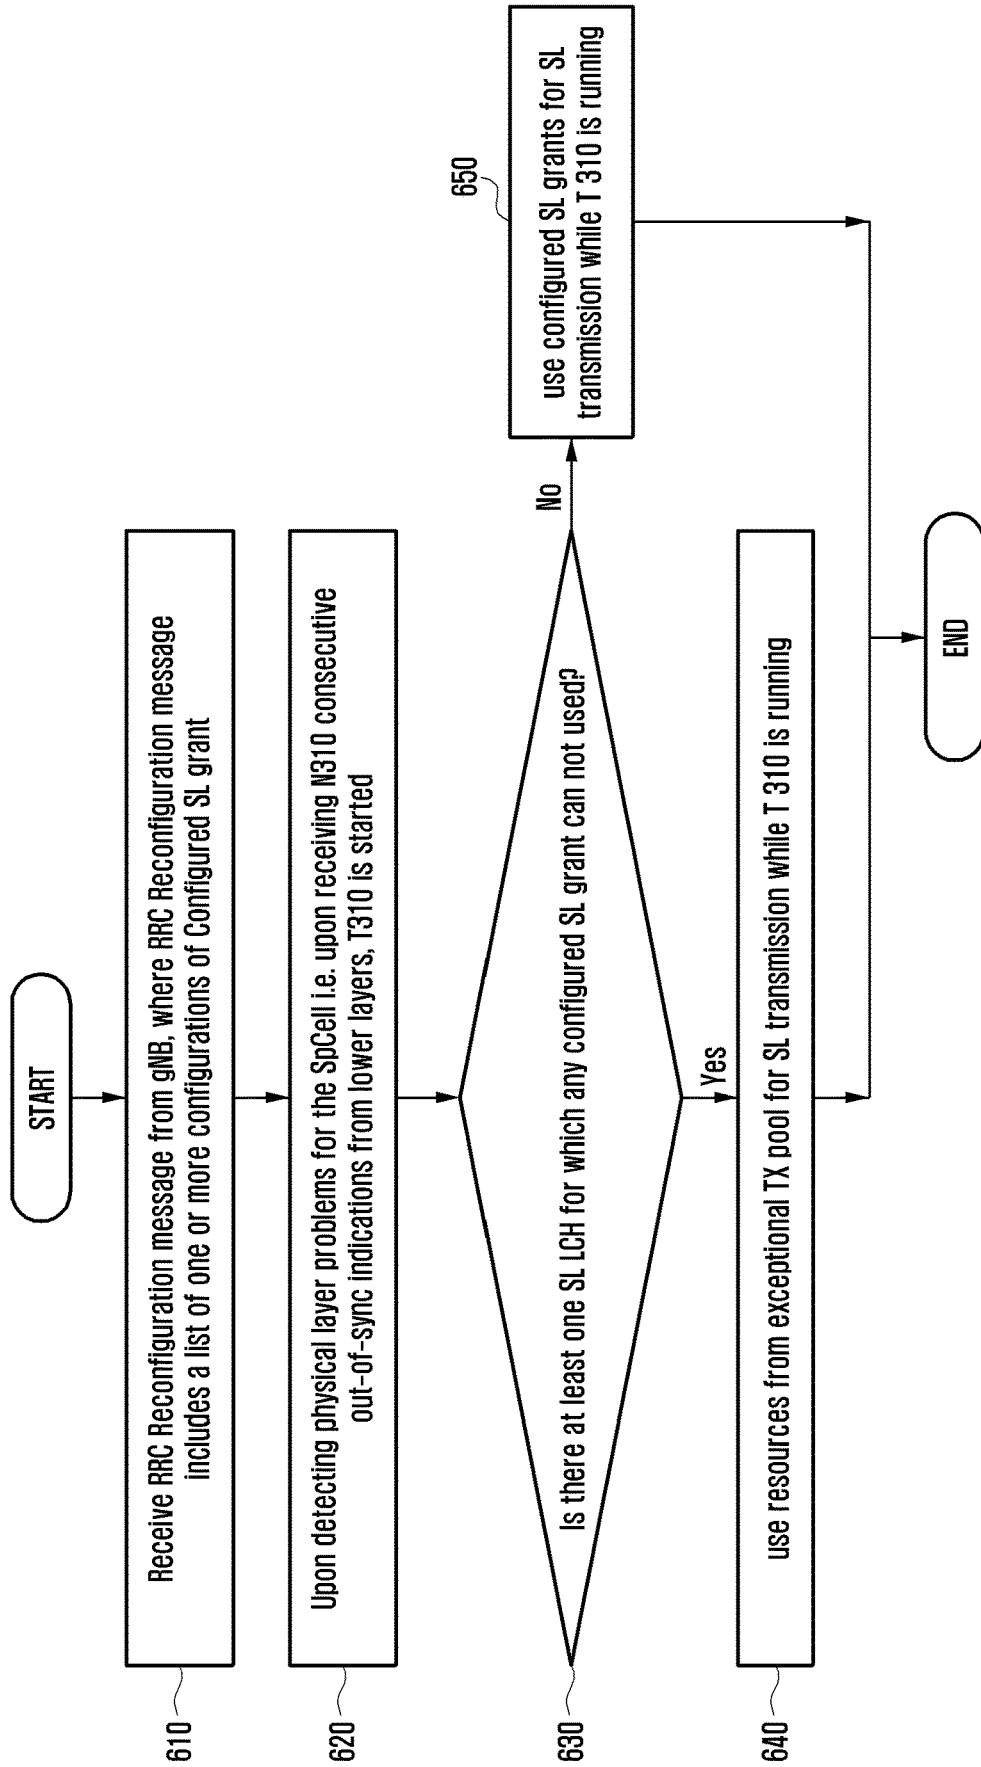 START
610
Receive RRC Reconfiguration message from gNB, where RRC Reconfiguration message
includes a list of one or more configurations of Configured SL grant
620
Upon detecting physical layer problems for the SpCell i.e. upon receiving N310 consecutive
out-of-sync indications from lower layers, T310 is started
630
Is there at least one SL LCH for which any configured SL grant can not used?
No
650
use configured SL grants for SL
transmission while T 310 is running
Yes
640
use resources from exceptional TX pool for SL transmission while T 310 is running
END